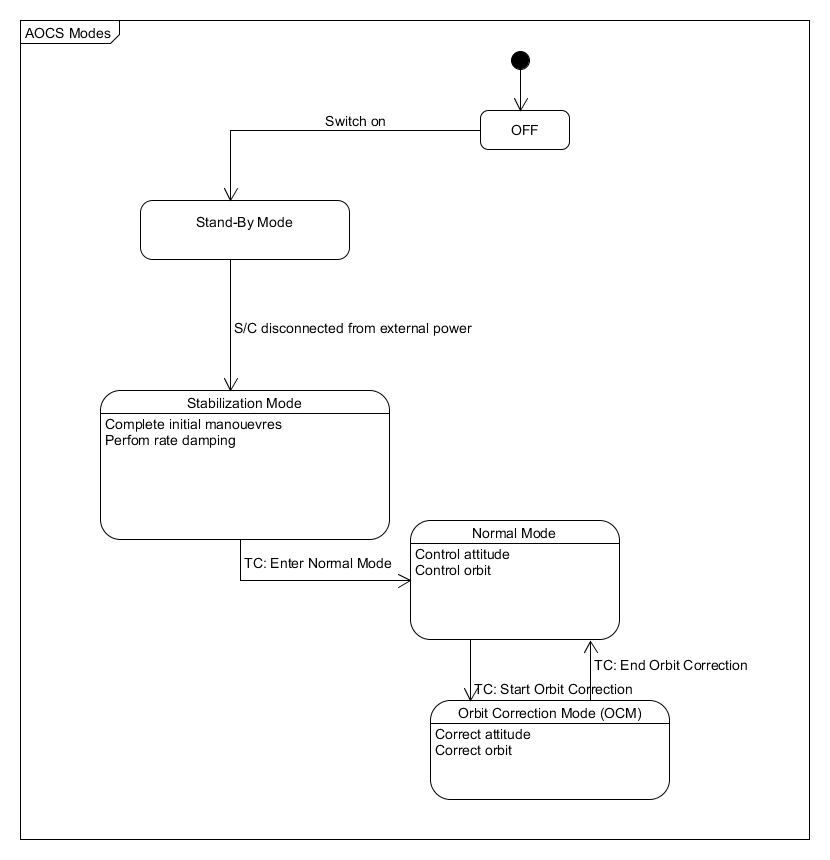 AOCS Modes
OFF
Switch on
Stand-By Mode
S/C disconnected from external power
Stabilization Mode
Complete initial manouevres
Perfom rate damping
TC: Enter Normal Mode
Normal Mode
Control attitude
Control orbit
TC: End Orbit Correction
TC: Start Orbit Correction
Orbit Correction Mode (OCM)
Correct attitude
Correct orbit